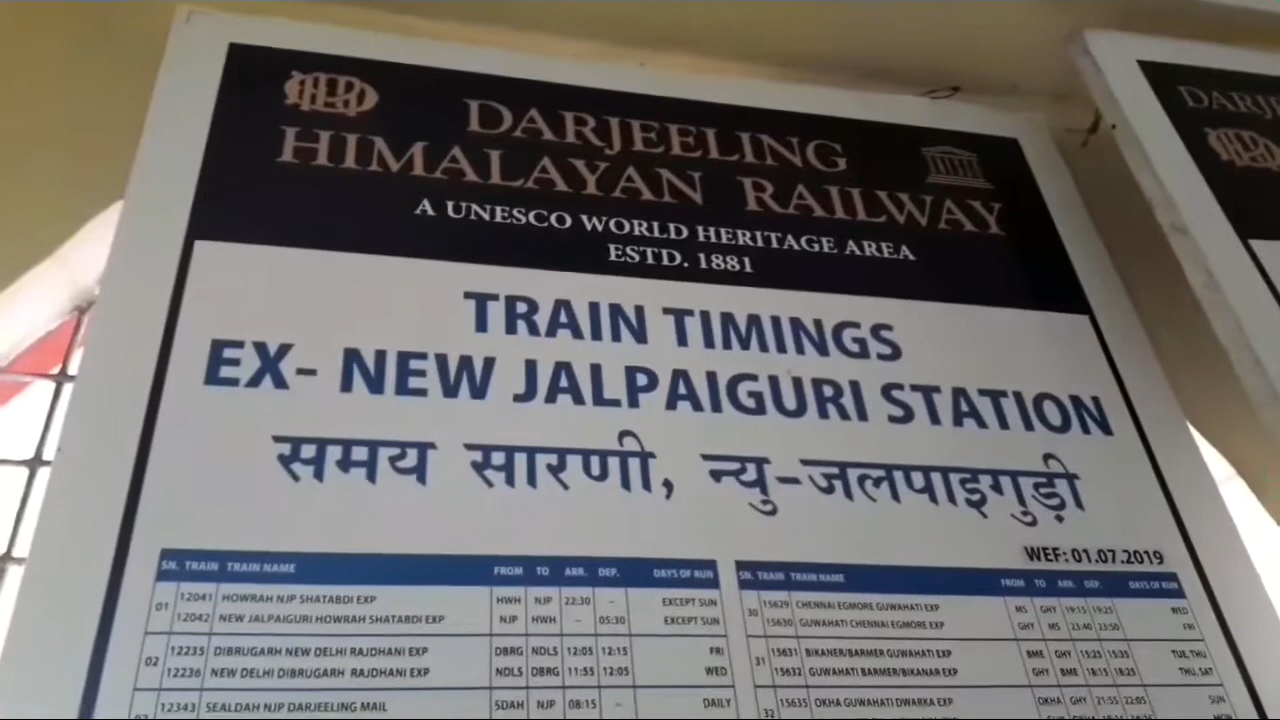 DARJEELING
HIMALAYAN RAILWAY
A UNESCO WORLD HERITAGE AREA
ESTD. 1881
TRAIN TIMINGS
EX- NEW JALPAIGURI STATION
समय सारणी, न्यु-जलपाइगुड़ी
WEF: 01.07.2019
SN. TRAIN TRAIN NAME FROM TO ARR. DEP. DAYS OF RUN
01 12041 HOWRAH NJP SHATABDI EXP HWH NJP 22:30 – EXCEPT SUN
12042 NEW JALPAIGURI HOWRAH SHATABDI EXP NJP HWH – 05:30 EXCEPT SUN
02 12235 DIBRUGARH NEW DELHI RAJDHANI EXP DBRG NDLS 12:05 12:15 FRI
12236 NEW DELHI DIBRUGARH RAJDHANI EXP NDLS DBRG 11:55 12:05 WED
12343 SEALDAH NJP DARJEELING MAIL SDAH NJP 08:15 – DAILY
SN. TRAIN TRAIN NAME FROM TO ARR. DEP. DAYS OF RUN
30 15629 CHENNAI EGMORE GUWAHATI EXP MS GHY 19:15 19:25 WED
15630 GUWAHATI CHENNAI EGMORE EXP GHY MS 23:40 23:50 FRI
31 15631 BIKANER/BARMER GUWAHATI EXP BME GHY 15:25 15:35 TUE, THU
15632 GUWAHATI BARMER/BIKANAR EXP GHY BME 18:15 18:25 THU, SAT
32 15635 OKHA GUWAHATI DWARKA EXP OKHA GHY 21:55 22:05 SUN
DARJ